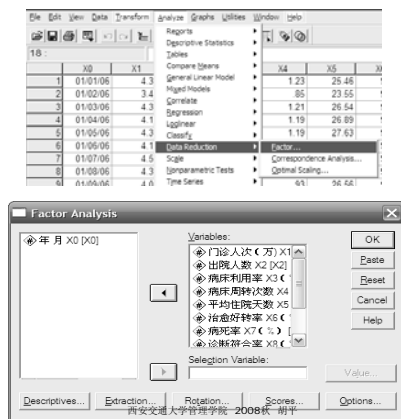 File Edit View Data Transform Analyze Graphs Utilities Window Help
18 :
Reports
Descriptive Statistics
Tables
Compare Means
General Linear Model
Mixed Models
Correlate
Regression
Loglinear
Classify
Data Reduction
Scale
Nonparametric Tests
Time Series
Factor...
Correspondence Analysis...
Optimal Scaling...
X0 X1 X4 X5
1 01/01/06 4.3 1.23 25.46
2 01/02/06 3.4 .85 23.55
3 01/03/06 4.3 1.21 26.54
4 01/04/06 4.1 1.19 26.89
5 01/05/06 4.3 1.19 27.63
6 01/06/06 4.1
7 01/07/06 4.5
8 01/08/06 4.3
9 01/09/06 4.0 .93 26.56
Factor Analysis
年月 X0 [X0]
Variables:
门诊人次(万) X1
出院人数 X2 [X2]
病床利用率 X3 (
病床周转次数 X4
平均住院天数 X5
治愈好转率 X6 (
病死率 X7 ( %) [
诊断符合率 X8 (
Selection Variable:
OK
Paste
Reset
Cancel
Help
Value...
Descriptives... Extraction... Rotation... Scores... Options...
西安交通大学管理学院 2008秋 胡平